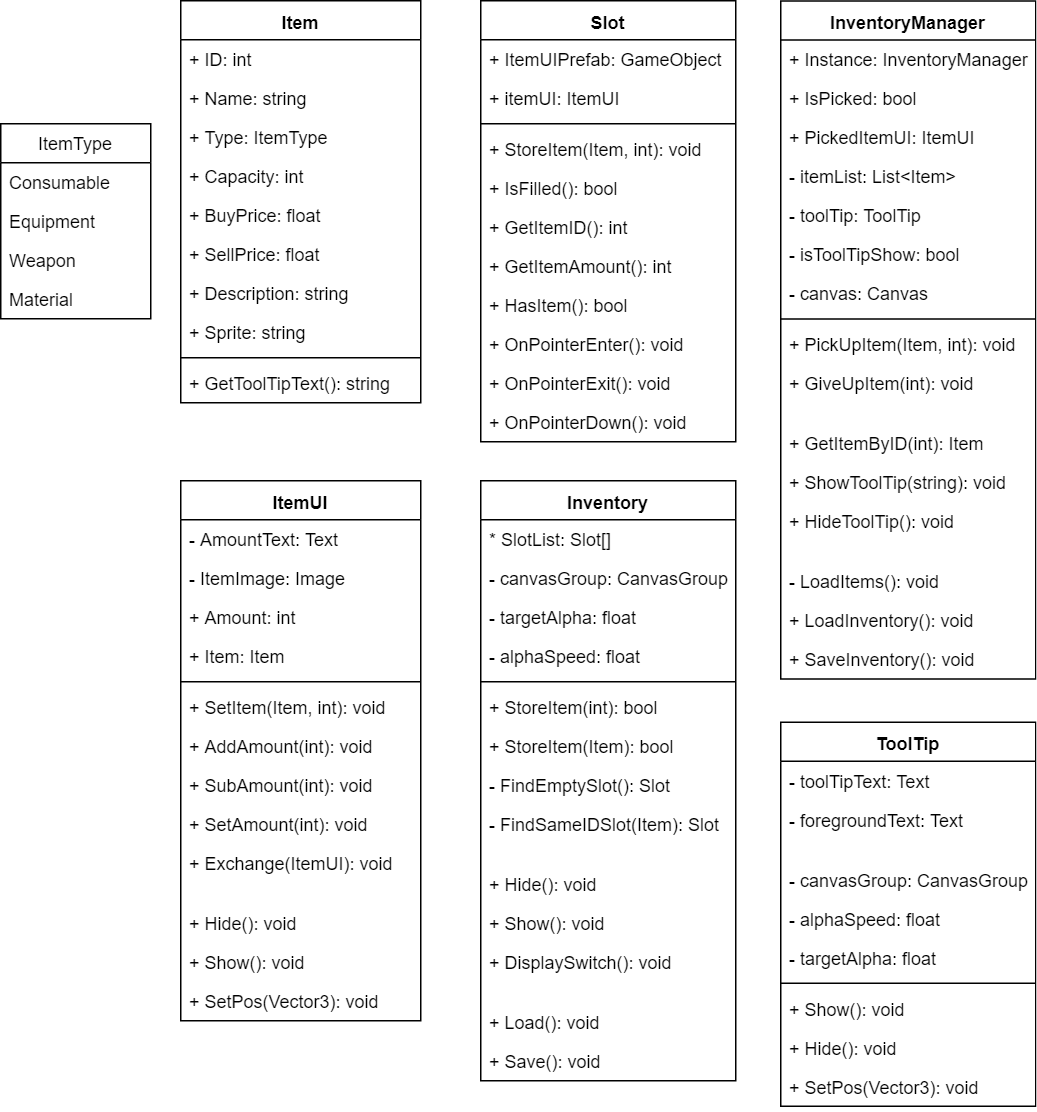 ItemType
Consumable
Equipment
Weapon
Material
Item
+ ID: int
+ Name: string
+ Type: ItemType
+ Capacity: int
+ BuyPrice: float
+ SellPrice: float
+ Description: string
+ Sprite: string
+ GetToolTipText(): string
Slot
+ ItemUIPrefab: GameObject
+ itemUI: ItemUI
+ StoreItem(Item, int): void
+ IsFilled(): bool
+ GetItemID(): int
+ GetItemAmount(): int
+ HasItem(): bool
+ OnPointerEnter(): void
+ OnPointerExit(): void
+ OnPointerDown(): void
InventoryManager
+ Instance: InventoryManager
+ IsPicked: bool
+ PickedItemUI: ItemUI
- itemList: List<Item>
- toolTip: ToolTip
- isToolTipShow: bool
- canvas: Canvas
+ PickUpItem(Item, int): void
+ GiveUpItem(int): void
+ GetItemByID(int): Item
+ ShowToolTip(string): void
+ HideToolTip(): void
- LoadItems(): void
+ LoadInventory(): void
+ SaveInventory(): void
ItemUI
- AmountText: Text
- ItemImage: Image
+ Amount: int
+ Item: Item
+ SetItem(Item, int): void
+ AddAmount(int): void
+ SubAmount(int): void
+ SetAmount(int): void
+ Exchange(ItemUI): void
+ Hide(): void
+ Show(): void
+ SetPos(Vector3): void
Inventory
* SlotList: Slot[]
- canvasGroup: CanvasGroup
- targetAlpha: float
- alphaSpeed: float
+ StoreItem(int): bool
+ StoreItem(Item): bool
- FindEmptySlot(): Slot
- FindSameIDSlot(Item): Slot
+ Hide(): void
+ Show(): void
+ DisplaySwitch(): void
+ Load(): void
+ Save(): void
ToolTip
- toolTipText: Text
- foregroundText: Text
- canvasGroup: CanvasGroup
- alphaSpeed: float
- targetAlpha: float
+ Show(): void
+ Hide(): void
+ SetPos(Vector3): void